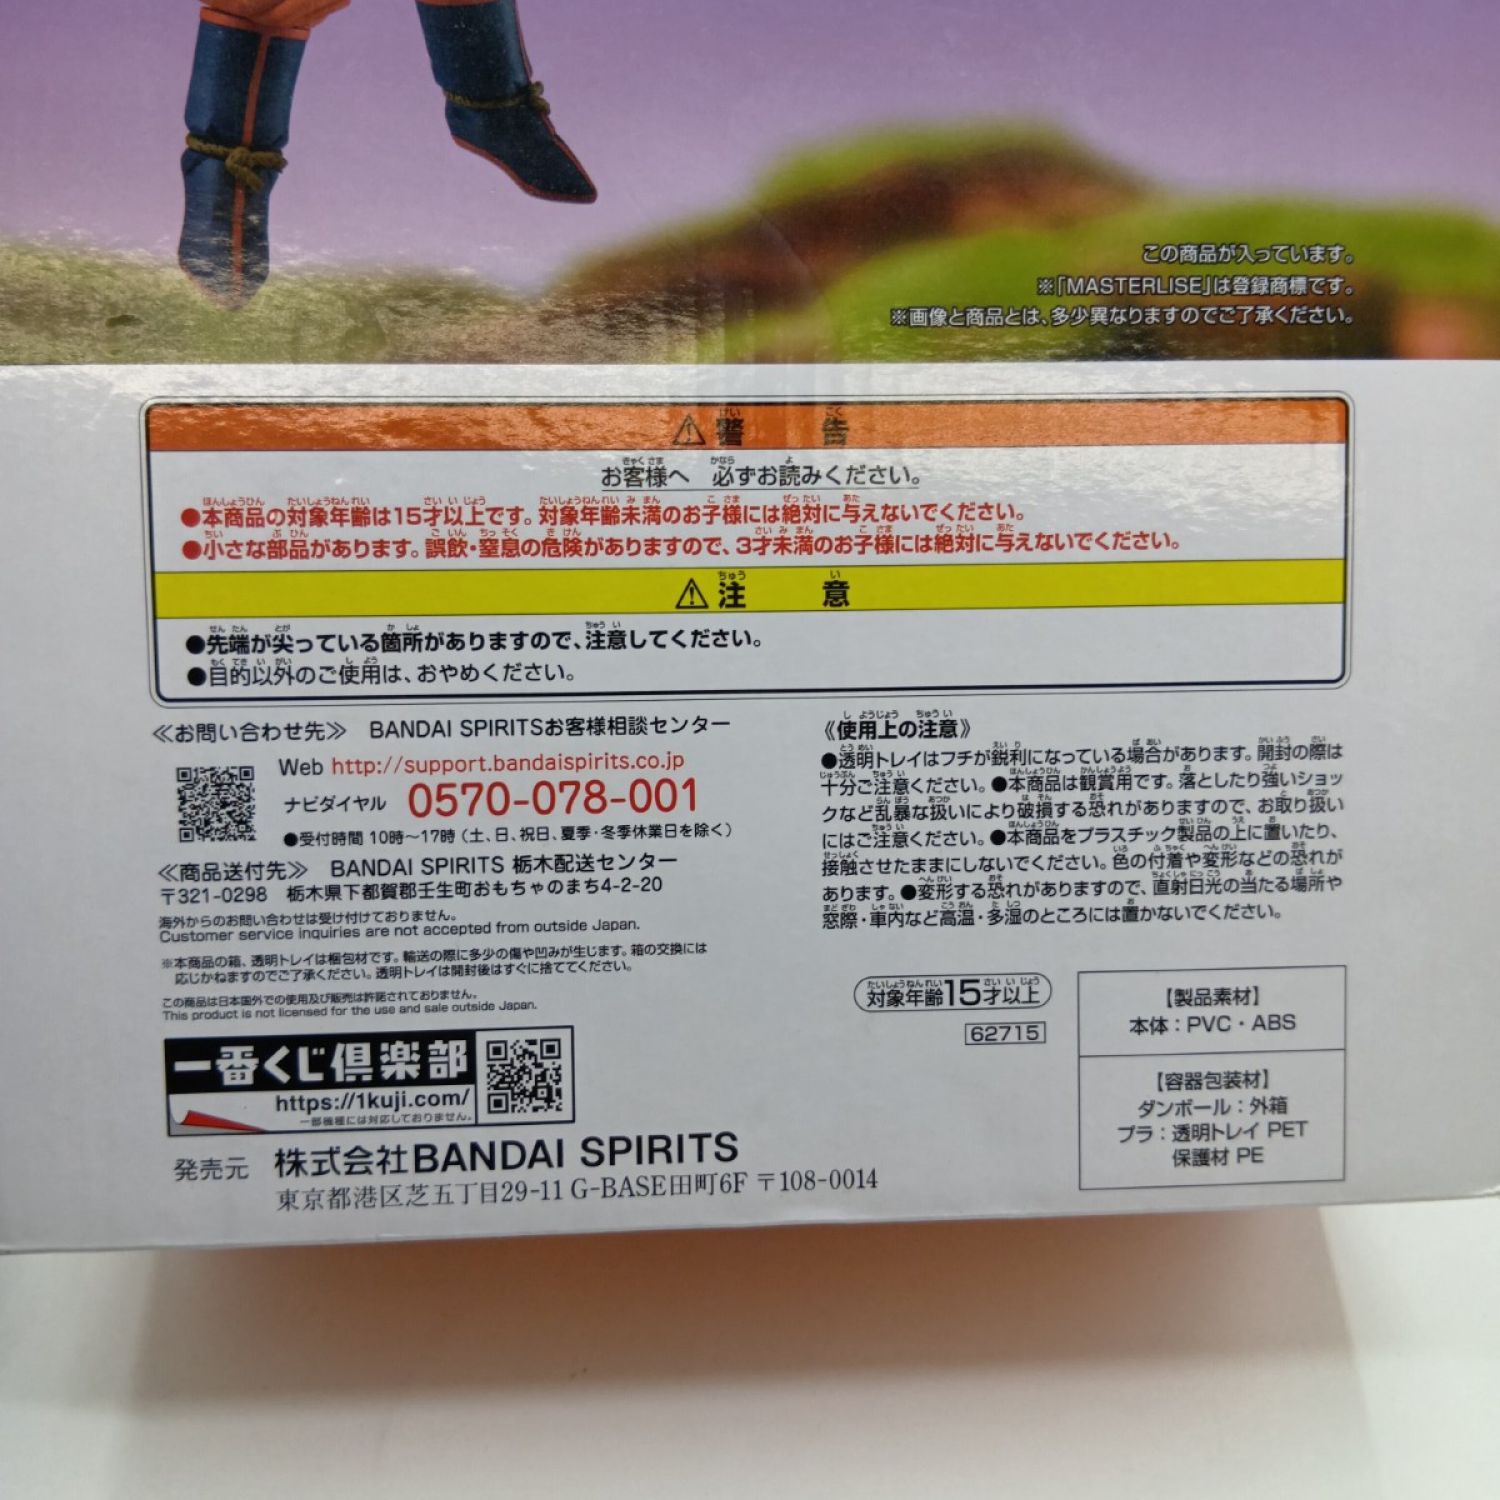 この商品が入っています。
※「MASTERLISE」は登録商標です。
※画像と商品とは、多少異なりますのでご了承ください。
⚠警告
お客様へ 必ずお読みください。
●本商品の対象年齢は15才以上です。対象年齢未満のお子様には絶対に与えないでください。
●小さな部品があります。誤飲・窒息の危険がありますので、3才未満のお子様には絶対に与えないでください。
⚠注意
●先端が尖っている箇所がありますので、注意してください。
●目的以外のご使用は、おやめください。
≪お問い合わせ先≫ BANDAI SPIRITSお客様相談センター
Web http://support.bandaispirits.co.jp
ナビダイヤル 0570-078-001
●受付時間 10時〜17時(土、日、祝日、夏季・冬季休業日を除く)
≪商品送付先≫ BANDAI SPIRITS 栃木配送センター
〒321-0298 栃木県下都賀郡壬生町おもちゃのまち4-2-20
海外からのお問い合わせは受け付けておりません。
Customer service inquiries are not accepted from outside Japan.
※本商品の箱、透明トレイは梱包材です。輸送の際に多少の傷や凹みが生じます。箱の交換には
応じかねますのでご了承ください。透明トレイは開封後はすぐに捨ててください。
この商品は日本国外での使用及び販売は許諾されておりません。
This product is not licensed for the use and sale outside Japan.
一番くじ倶楽部
https://1kuji.com/
一部機種には対応しておりません。
発売元 株式会社BANDAI SPIRITS
東京都港区芝五丁目29-11 G-BASE田町6F 〒108-0014
《使用上の注意》
●透明トレイはフチが鋭利になっている場合があります。開封の際は
十分ご注意ください。●本商品は観賞用です。落としたり強いショッ
クなど乱暴な扱いにより破損する恐れがありますので、お取り扱い
にはご注意ください。●本商品をプラスチック製品の上に置いたり、
接触させたままにしないでください。色の付着や変形などの恐れが
あります。●変形する恐れがありますので、直射日光の当たる場所や
窓際・車内など高温・多湿のところには置かないでください。
対象年齢15才以上
62715
【製品素材】
本体：PVC・ABS
【容器包装材】
ダンボール：外箱
プラ：透明トレイ PET
保護材 PE